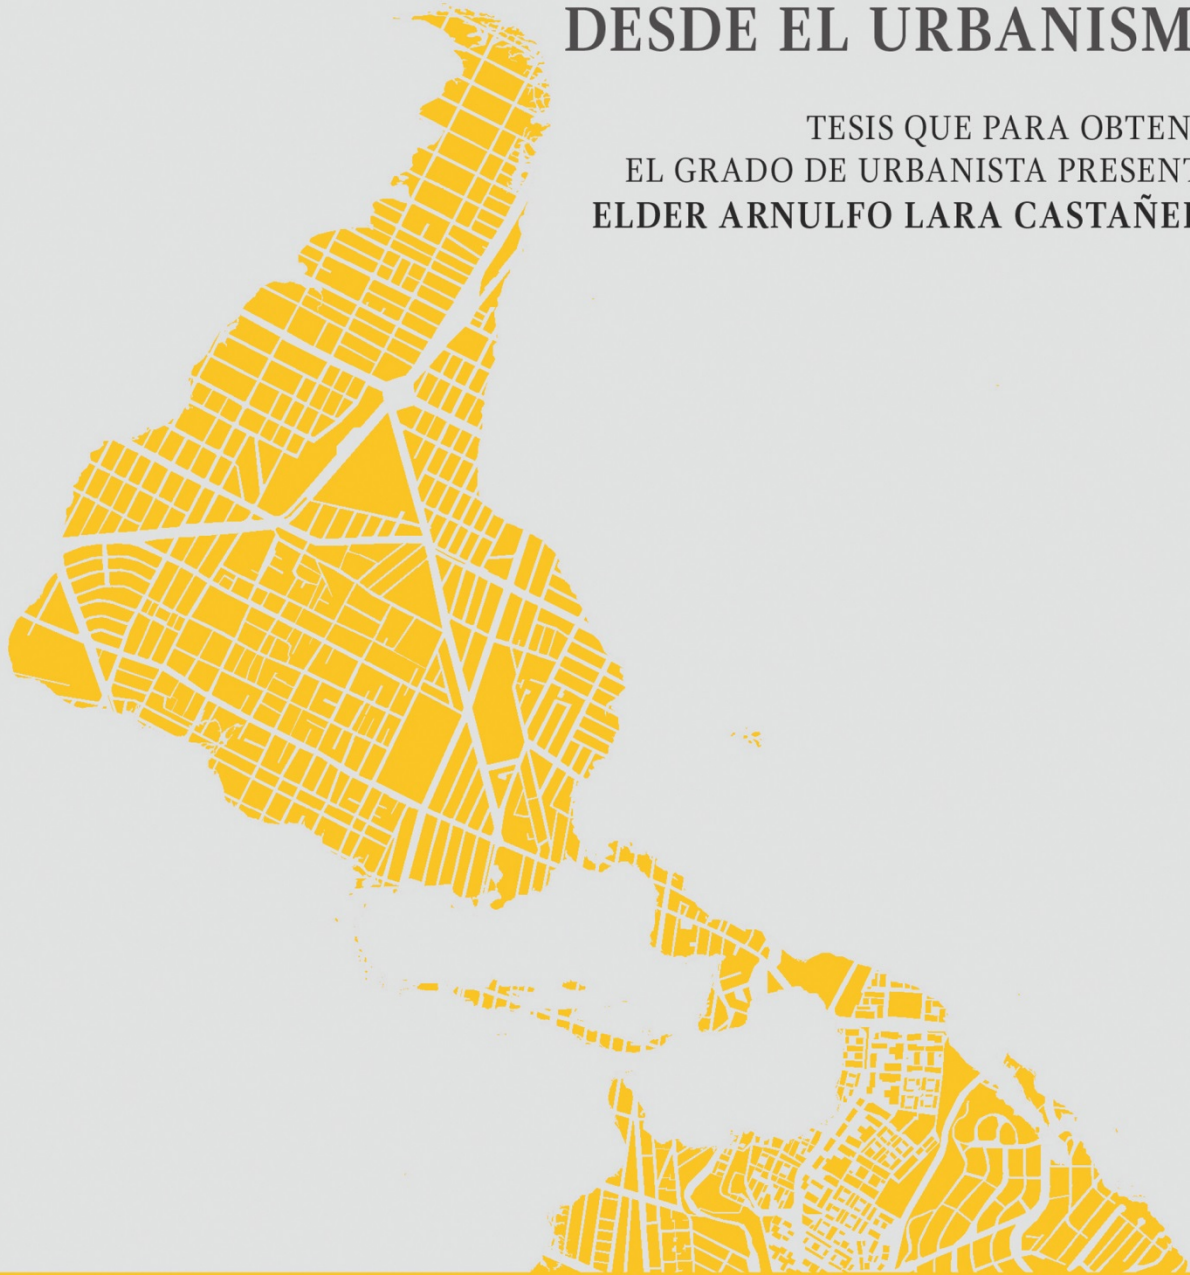 DESDE EL URBANISM
TESIS QUE PARA OBTEN
EL GRADO DE URBANISTA PRESENT
ELDER ARNULFO LARA CASTAÑE